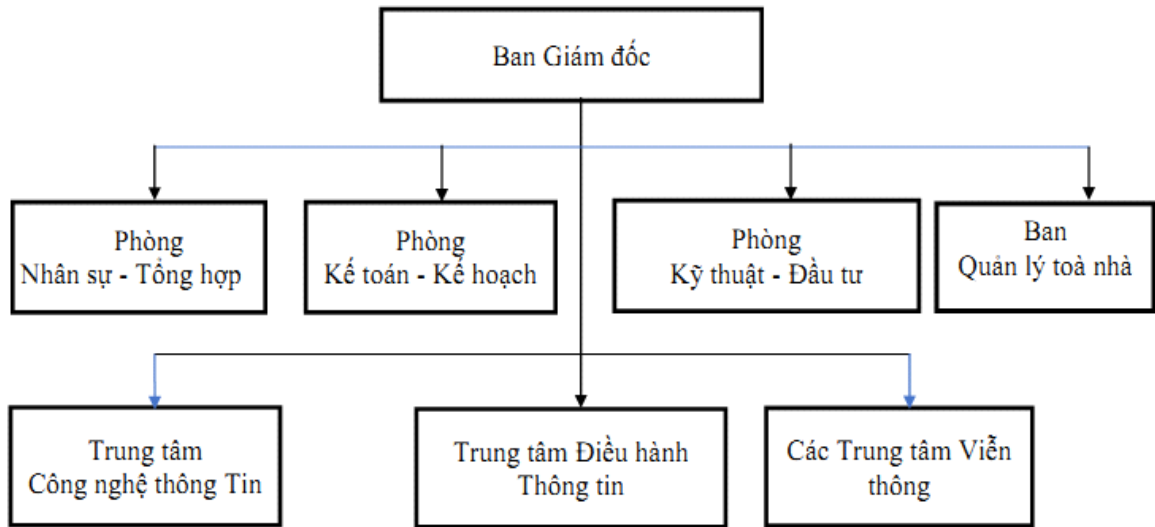 Ban Giám đốc
Phòng
Nhân sự - Tổng hợp
Phòng
Kế toán - Kế hoạch
Phòng
Kỹ thuật - Đầu tư
Ban
Quản lý toà nhà
Trung tâm
Công nghệ thông Tin
Trung tâm Điều hành
Thông tin
Các Trung tâm Viễn
thông